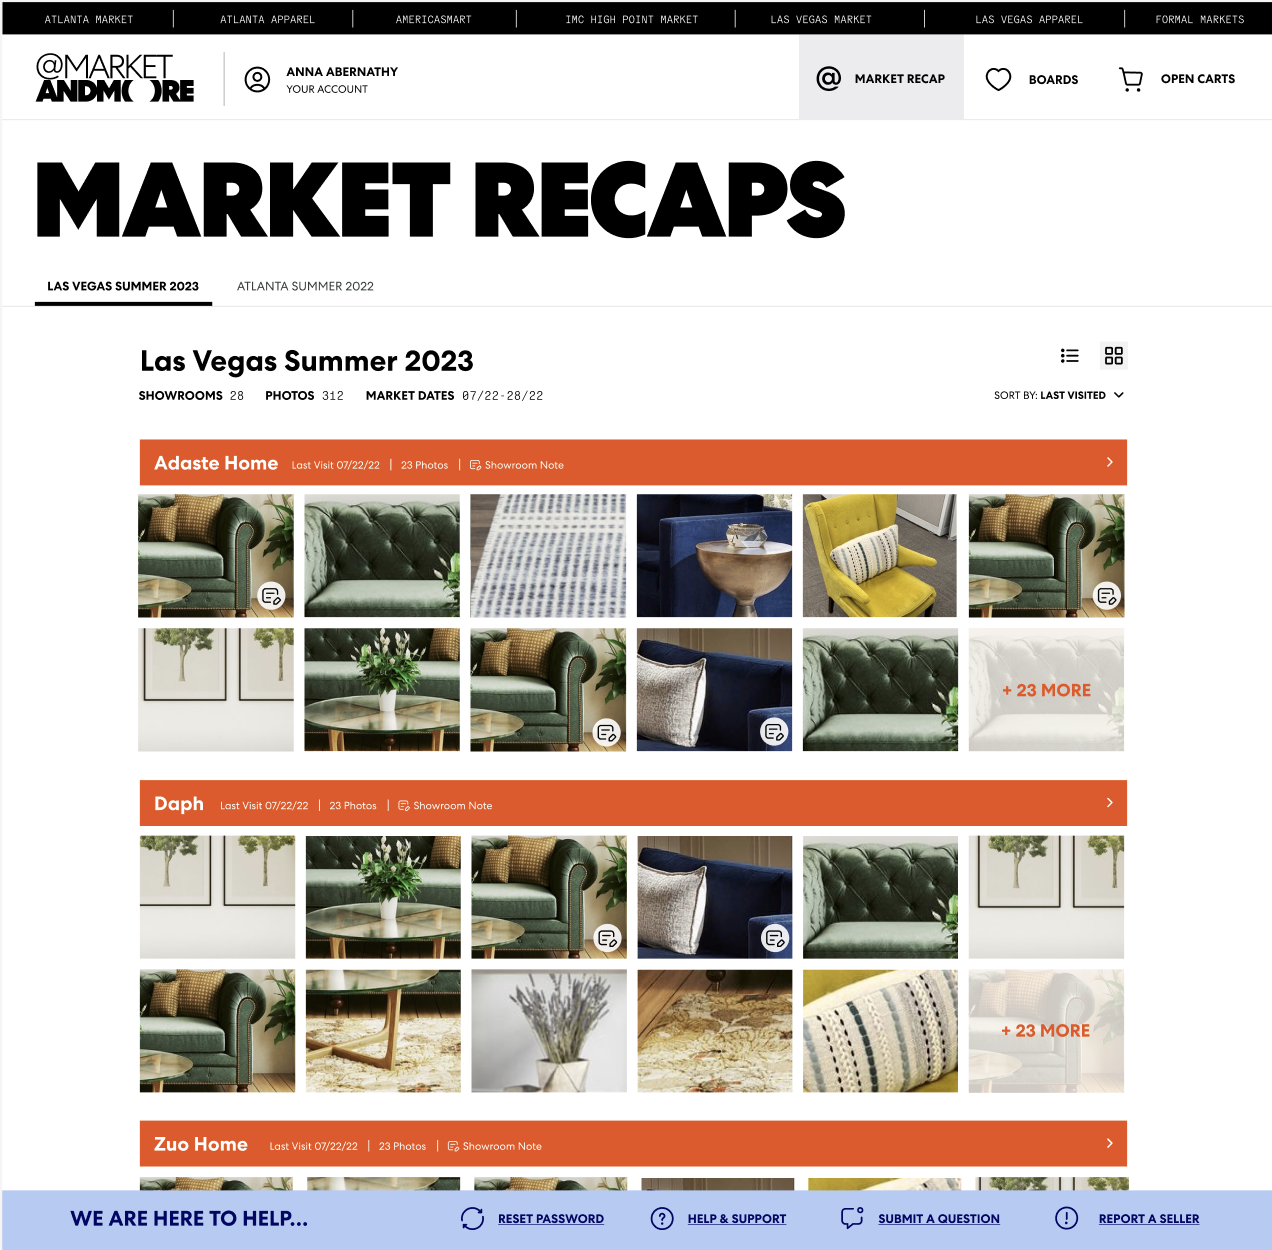 ATLANTA MARKET | ATLANTA APPAREL | AMERICASMART | IMC HIGH POINT MARKET | LAS VEGAS MARKET | LAS VEGAS APPAREL | FORMAL MARKETS
@MARKET
ANDM( )RE
ANNA ABERNATHY
YOUR ACCOUNT
MARKET RECAP
BOARDS
OPEN CARTS
MARKET RECAPS
LAS VEGAS SUMMER 2023 ATLANTA SUMMER 2022
Las Vegas Summer 2023
SHOWROOMS 28 PHOTOS 312 MARKET DATES 07/22-28/22
SORT BY: LAST VISITED
Adaste Home Last Visit 07/22/22 | 23 Photos | Showroom Note
+ 23 MORE
Daph Last Visit 07/22/22 | 23 Photos | Showroom Note
+ 23 MORE
Zuo Home Last Visit 07/22/22 | 23 Photos | Showroom Note
WE ARE HERE TO HELP... RESET PASSWORD HELP & SUPPORT SUBMIT A QUESTION REPORT A SELLER